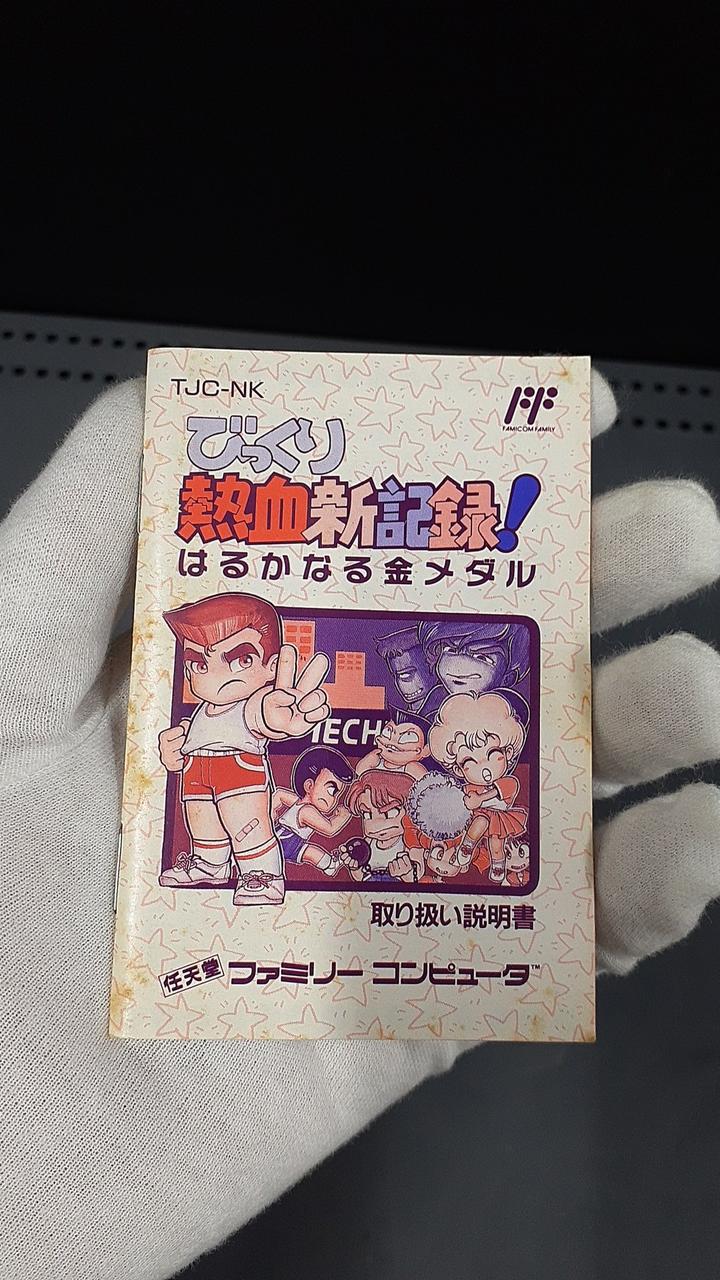 TJC-NK
FAMICOM FAMILY
びっくり
熱血新記録!
はるかなる金メダル
TECH
取り扱い説明書
任天堂 ファミリー コンピュータ™